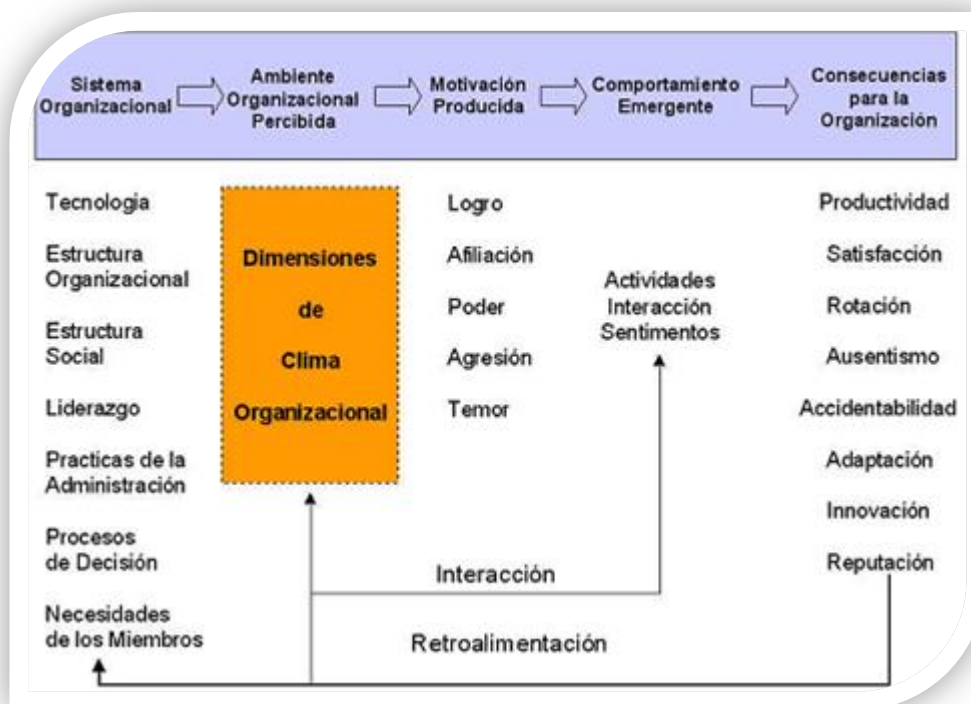 Sistema
Organizacional
Ambiente
Organizacional
Percibida
Motivación
Producida
Comportamiento
Emergente
Consecuencias
para la
Organización
Tecnologia
Estructura
Organizacional
Estructura
Social
Liderazgo
Practicas de la
Administración
Procesos
de Decisión
Necesidades
de los Miembros
Dimensiones
de
Clima
Organizacional
Logro
Afiliación
Poder
Agresión
Temor
Actividades
Interacción
Sentimentos
Productividad
Satisfacción
Rotación
Ausentismo
Accidentabilidad
Adaptación
Innovación
Reputación
Interacción
Retroalimentación